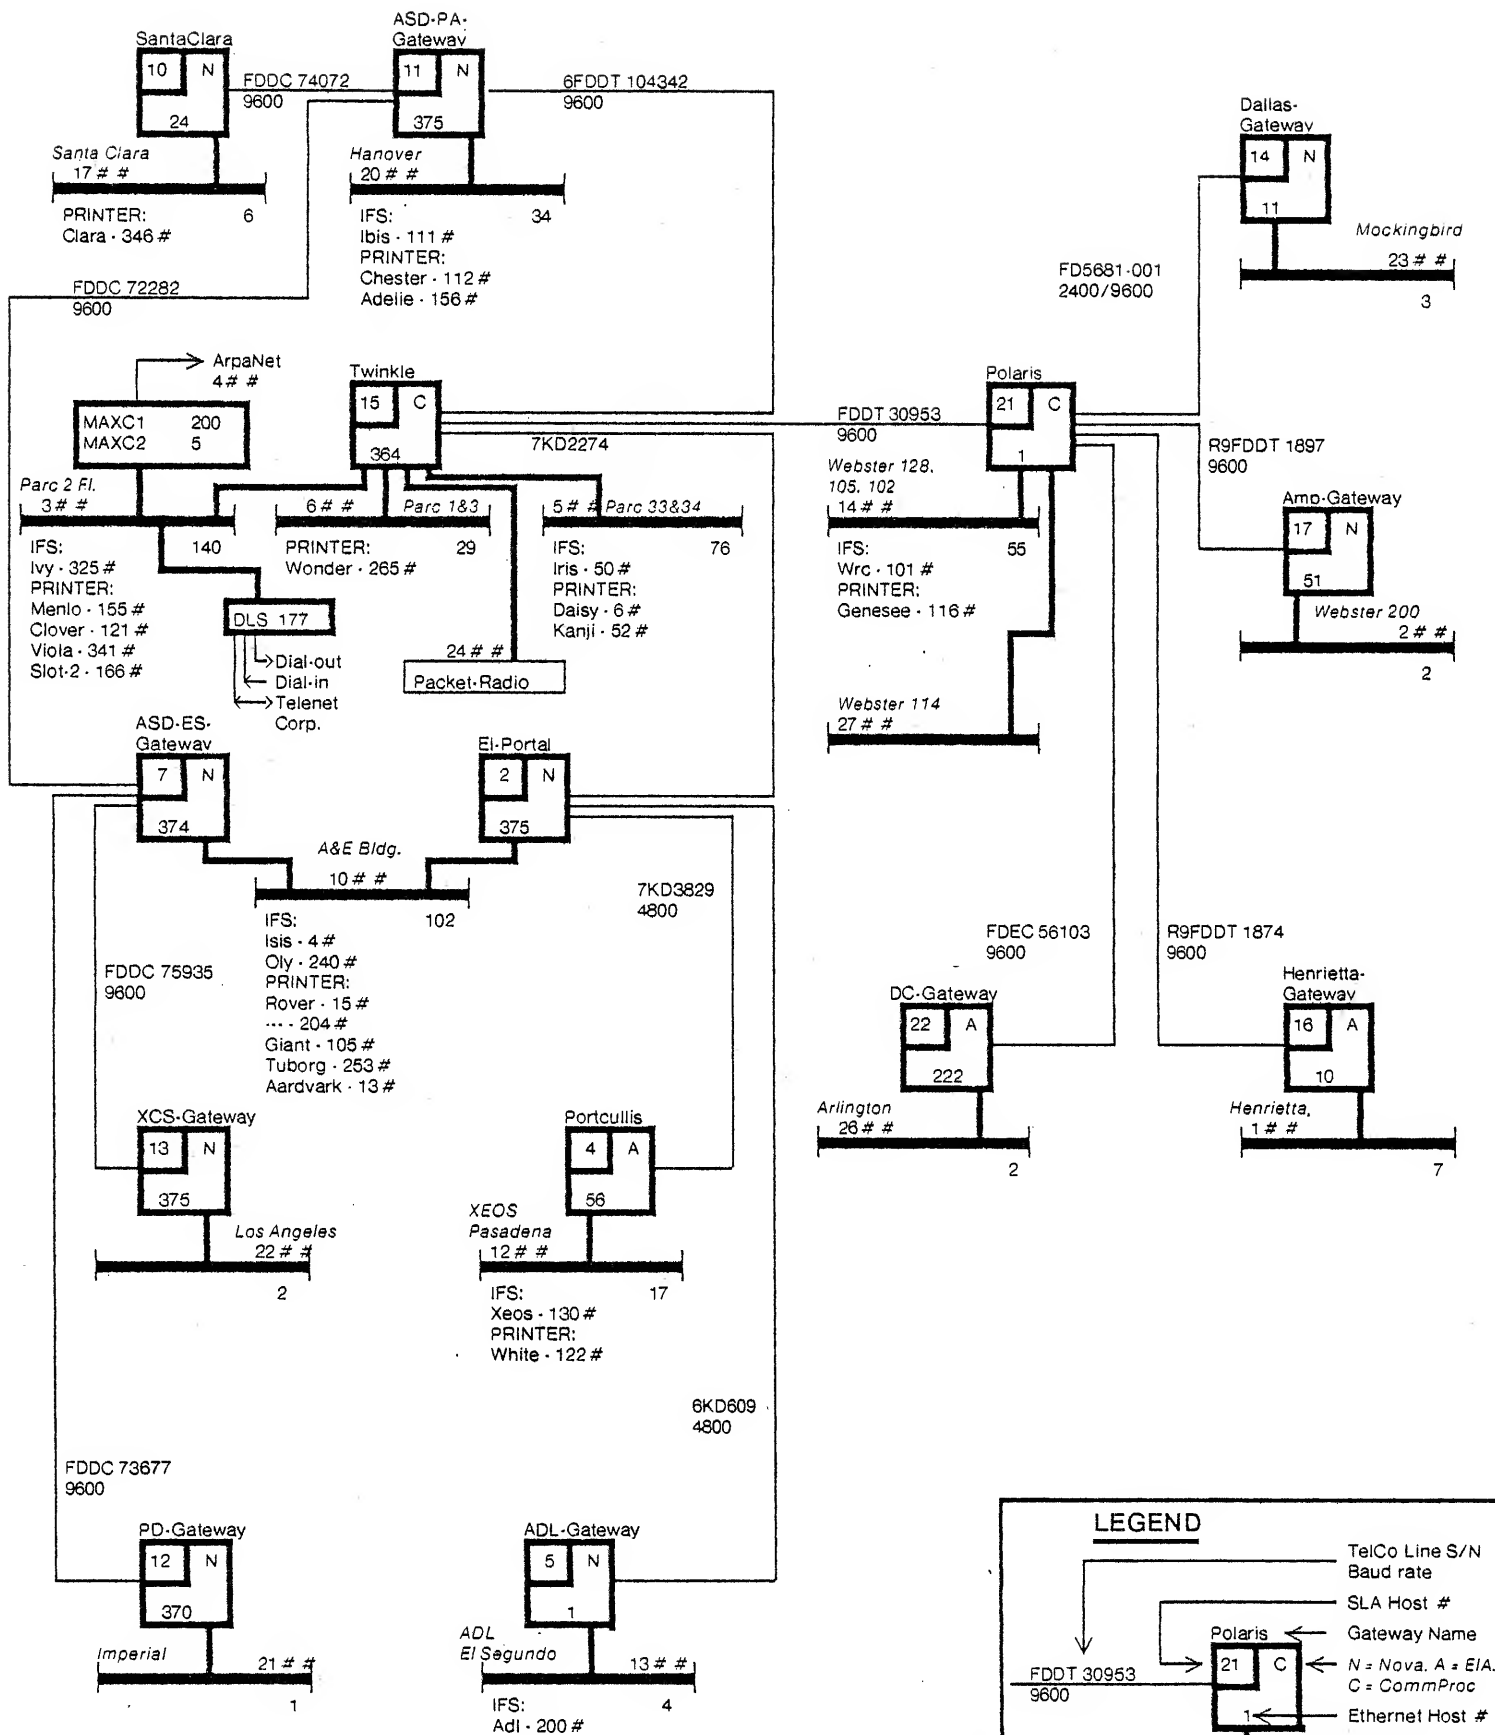 SantaClara
10 N
24
FDDC 74072
9600
ASD-PA-
Gateway
11 N
375
6FDDT 104342
9600
Santa Clara
17 # #
6
PRINTER:
Clara - 346 #
Hanover
20 # #
34
IFS:
Ibis - 111 #
PRINTER:
Chester - 112 #
Adelie - 156 #
FDDC 72282
9600
Dallas-
Gateway
14 N
11
Mockingbird
23 # #
3
FD5681-001
2400/9600
ArpaNet
4 # #
MAXC1 200
MAXC2 5
Twinkle
15 C
364
7KD2274
FDDT 30953
9600
Polaris
21 C
1
R9FDDT 1897
9600
Parc 2 Fl.
3 # #
140
IFS:
Ivy - 325 #
PRINTER:
Menlo - 155 #
Clover - 121 #
Viola - 341 #
Slot-2 - 166 #
6 # # Parc 1&3
29
PRINTER:
Wonder - 265 #
5 # # Parc 33&34
76
IFS:
Iris - 50 #
PRINTER:
Daisy - 6 #
Kanji - 52 #
DLS 177
Dial-out
Dial-in
Telenet
Corp.
24 # #
Packet-Radio
Webster 128,
105, 102
14 # #
55
IFS:
Wrc - 101 #
PRINTER:
Genesee - 116 #
Amp-Gateway
17 N
51
Webster 200
2 # #
2
Webster 114
27 # #
ASD-ES-
Gateway
7 N
374
El-Portal
2 N
375
A&E Bldg.
10 # #
102
IFS:
Isis - 4 #
Oly - 240 #
PRINTER:
Rover - 15 #
... - 204 #
Giant - 105 #
Tuborg - 253 #
Aardvark - 13 #
7KD3829
4800
FDDC 75935
9600
FDEC 56103
9600
R9FDDT 1874
9600
DC-Gateway
22 A
222
Arlington
26 # #
2
Henrietta-
Gateway
16 A
10
Henrietta,
1 # #
7
XCS-Gateway
13 N
375
Los Angeles
22 # #
2
Portcullis
4 A
56
XEOS
Pasadena
12 # #
17
IFS:
Xeos - 130 #
PRINTER:
White - 122 #
6KD609
4800
FDDC 73677
9600
PD-Gateway
12 N
370
Imperial
21 # #
1
ADL-Gateway
5 N
1
ADL
El Segundo
13 # #
4
IFS:
Adl - 200 #
LEGEND
TelCo Line S/N
Baud rate
SLA Host #
Polaris
Gateway Name
FDDT 30953
9600
21 C
N = Nova, A = EIA,
C = CommProc
1
Ethernet Host #